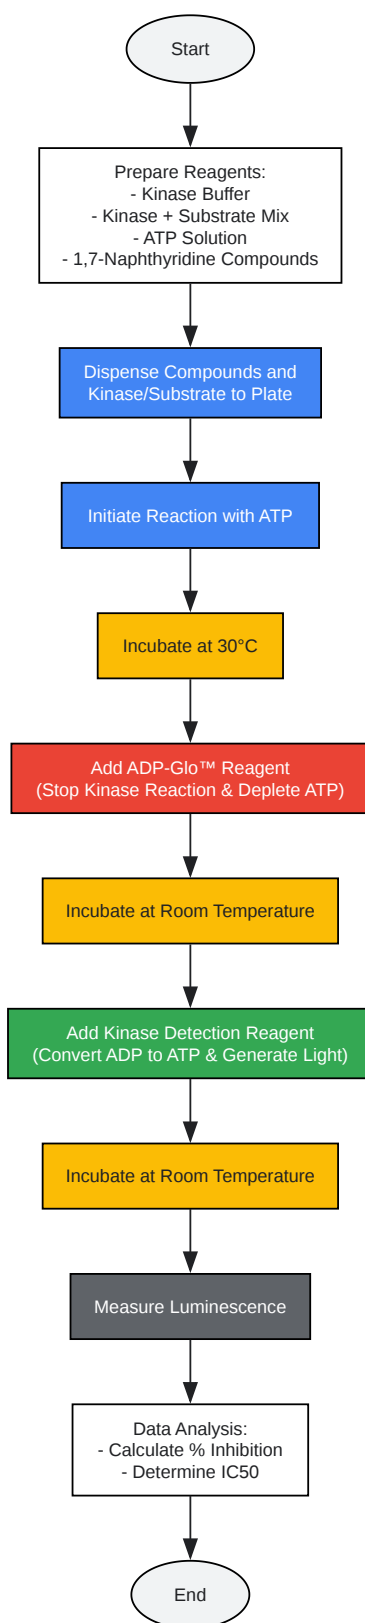 Start
Prepare Reagents:
- Kinase Buffer
- Kinase + Substrate Mix
- ATP Solution
- 1,7-Naphthyridine Compounds
Dispense Compounds and
Kinase/Substrate to Plate
Initiate Reaction with ATP
Incubate at 30°C
Add ADP-Glo™ Reagent
(Stop Kinase Reaction & Deplete ATP)
Incubate at Room Temperature
Add Kinase Detection Reagent
(Convert ADP to ATP & Generate Light)
Incubate at Room Temperature
Measure Luminescence
Data Analysis:
- Calculate % Inhibition
- Determine IC50
End